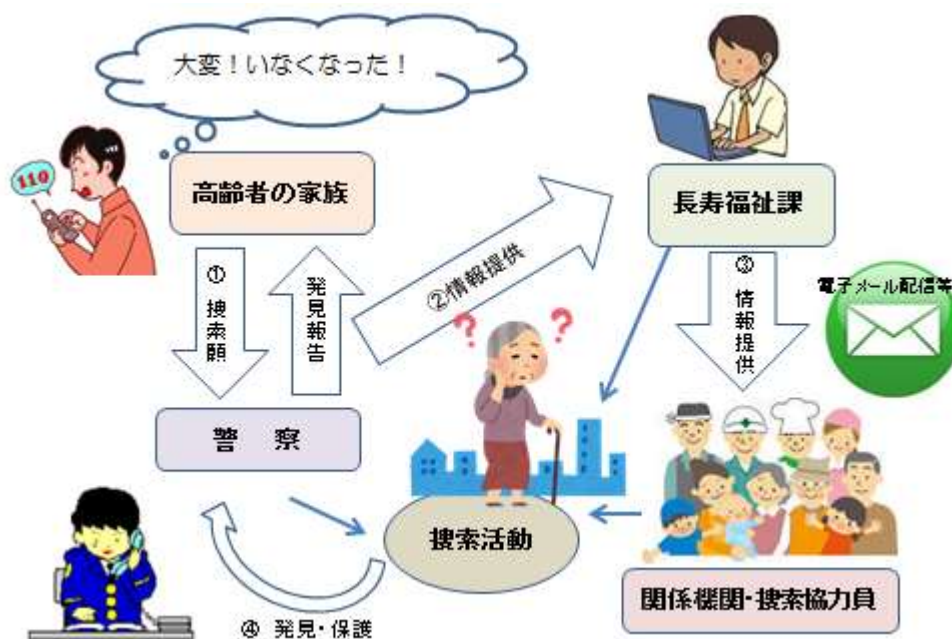 大変！いなくなった！
110
高齢者の家族
長寿福祉課
①捜索願
発見報告
②情報提供
③情報提供
電子メール配信等
警　察
捜索活動
関係機関・捜索協力員
④ 発見・保護